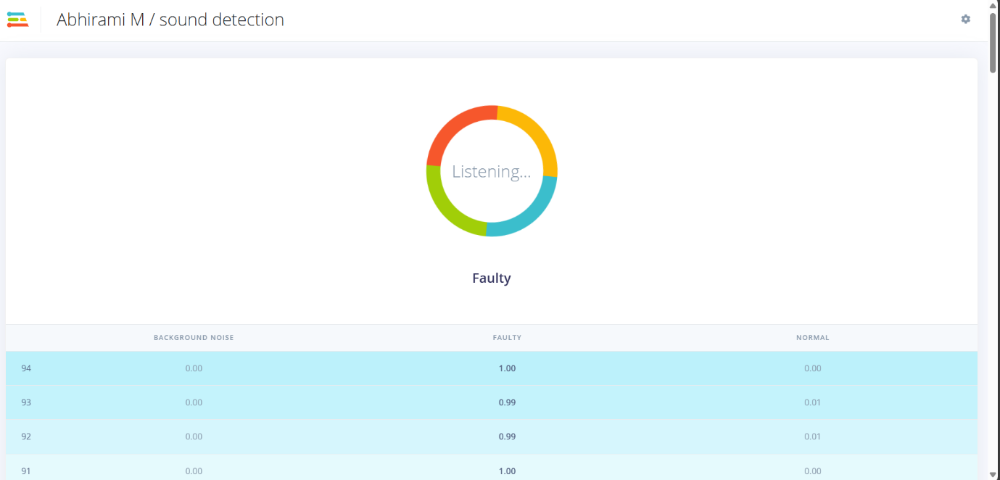 Abhirami M / sound detection
Listening...
Faulty
BACKGROUND NOISE FAULTY NORMAL
94 0.00 1.00 0.00
93 0.00 0.99 0.01
92 0.00 0.99 0.01
91 0.00 1.00 0.00